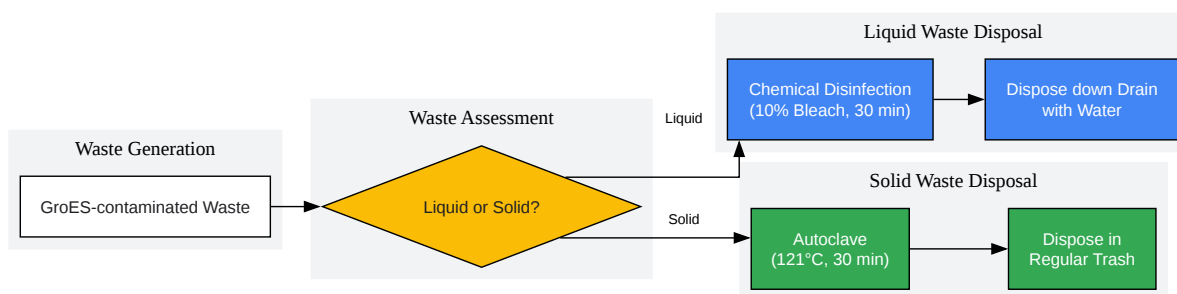 Waste Generation
GroES-contaminated Waste
Waste Assessment
Liquid or Solid?
Liquid
Solid
Liquid Waste Disposal
Chemical Disinfection
(10% Bleach, 30 min)
Dispose down Drain
with Water
Solid Waste Disposal
Autoclave
(121°C, 30 min)
Dispose in
Regular Trash